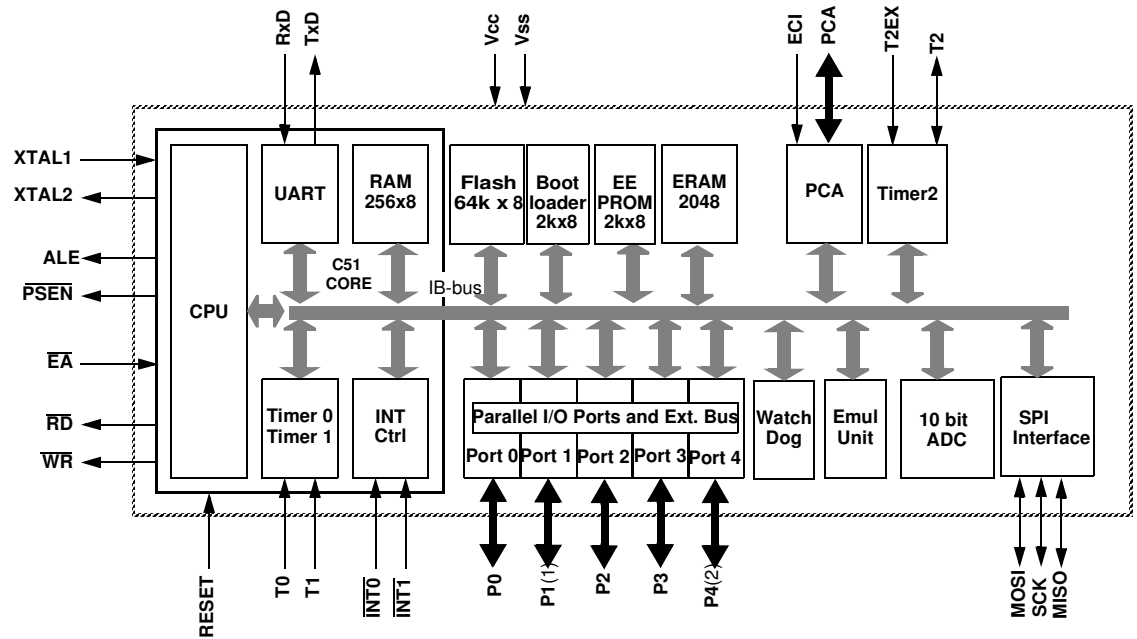 RxD
TxD
Vcc
Vss
ECI
PCA
T2EX
T2
XTAL1
XTAL2
ALE
PSEN
EA
RD
WR
CPU
UART
RAM
256x8
Flash
64k x 8
Boot
loader
2kx8
EE
PROM
2kx8
ERAM
2048
PCA
Timer2
C51
CORE
IB-bus
Timer 0
Timer 1
INT
Ctrl
Parallel I/O Ports and Ext. Bus
Port 0
Port 1
Port 2
Port 3
Port 4
Watch
Dog
Emul
Unit
10 bit
ADC
SPI
Interface
RESET
T0
T1
INT0
INT1
P0
P1(1)
P2
P3
P4(2)
MOSI
SCK
MISO